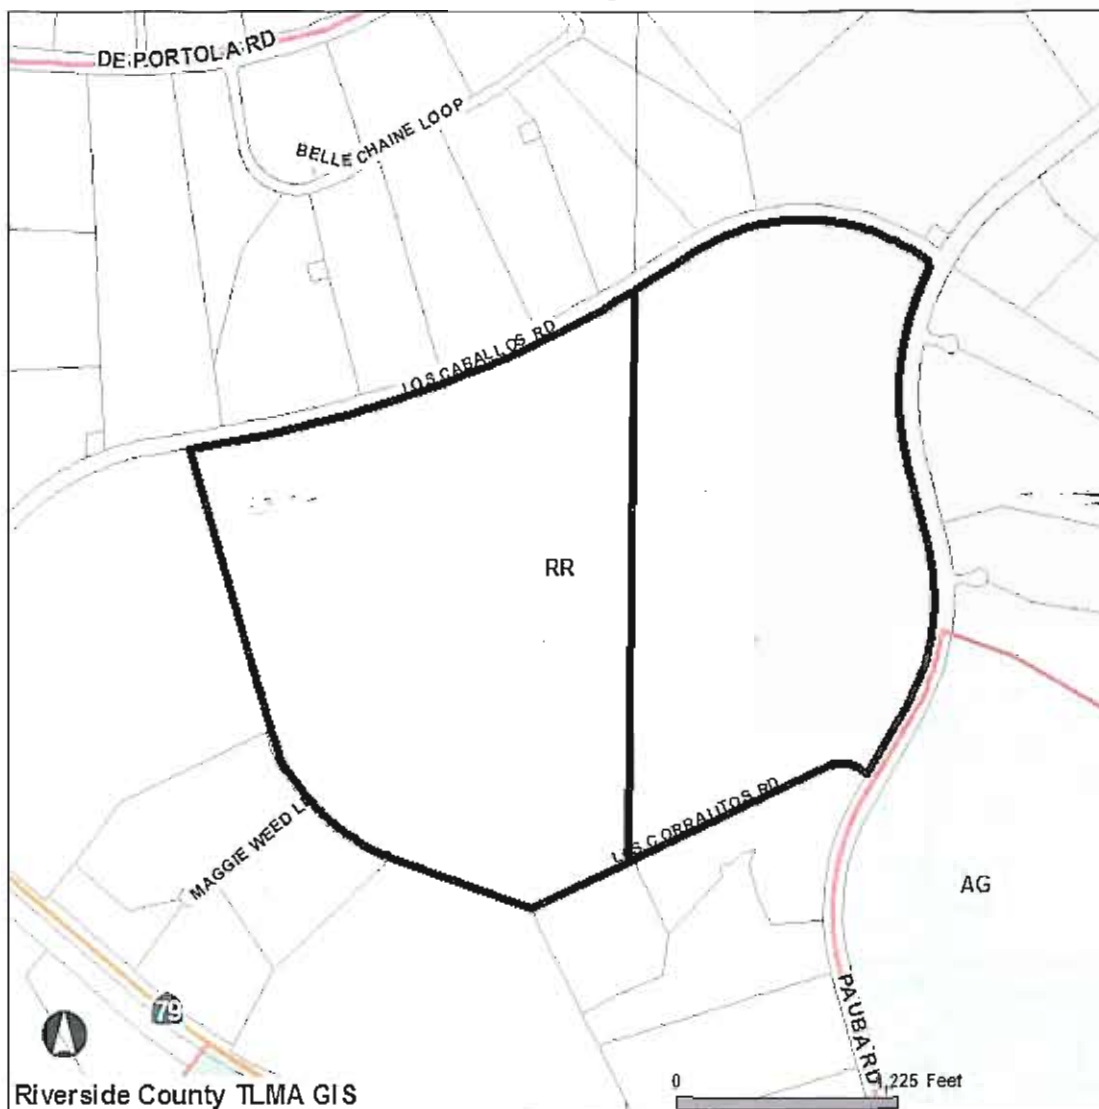 DE PORTOLA RD
BELLE CHAINE LOOP
LOS CABALLOS RD
RR
LOS CORRALITOS RD
MAGGIE WEED LN
AG
79
PAUBA RD
0 1,225 Feet
Riverside County TLMA GIS